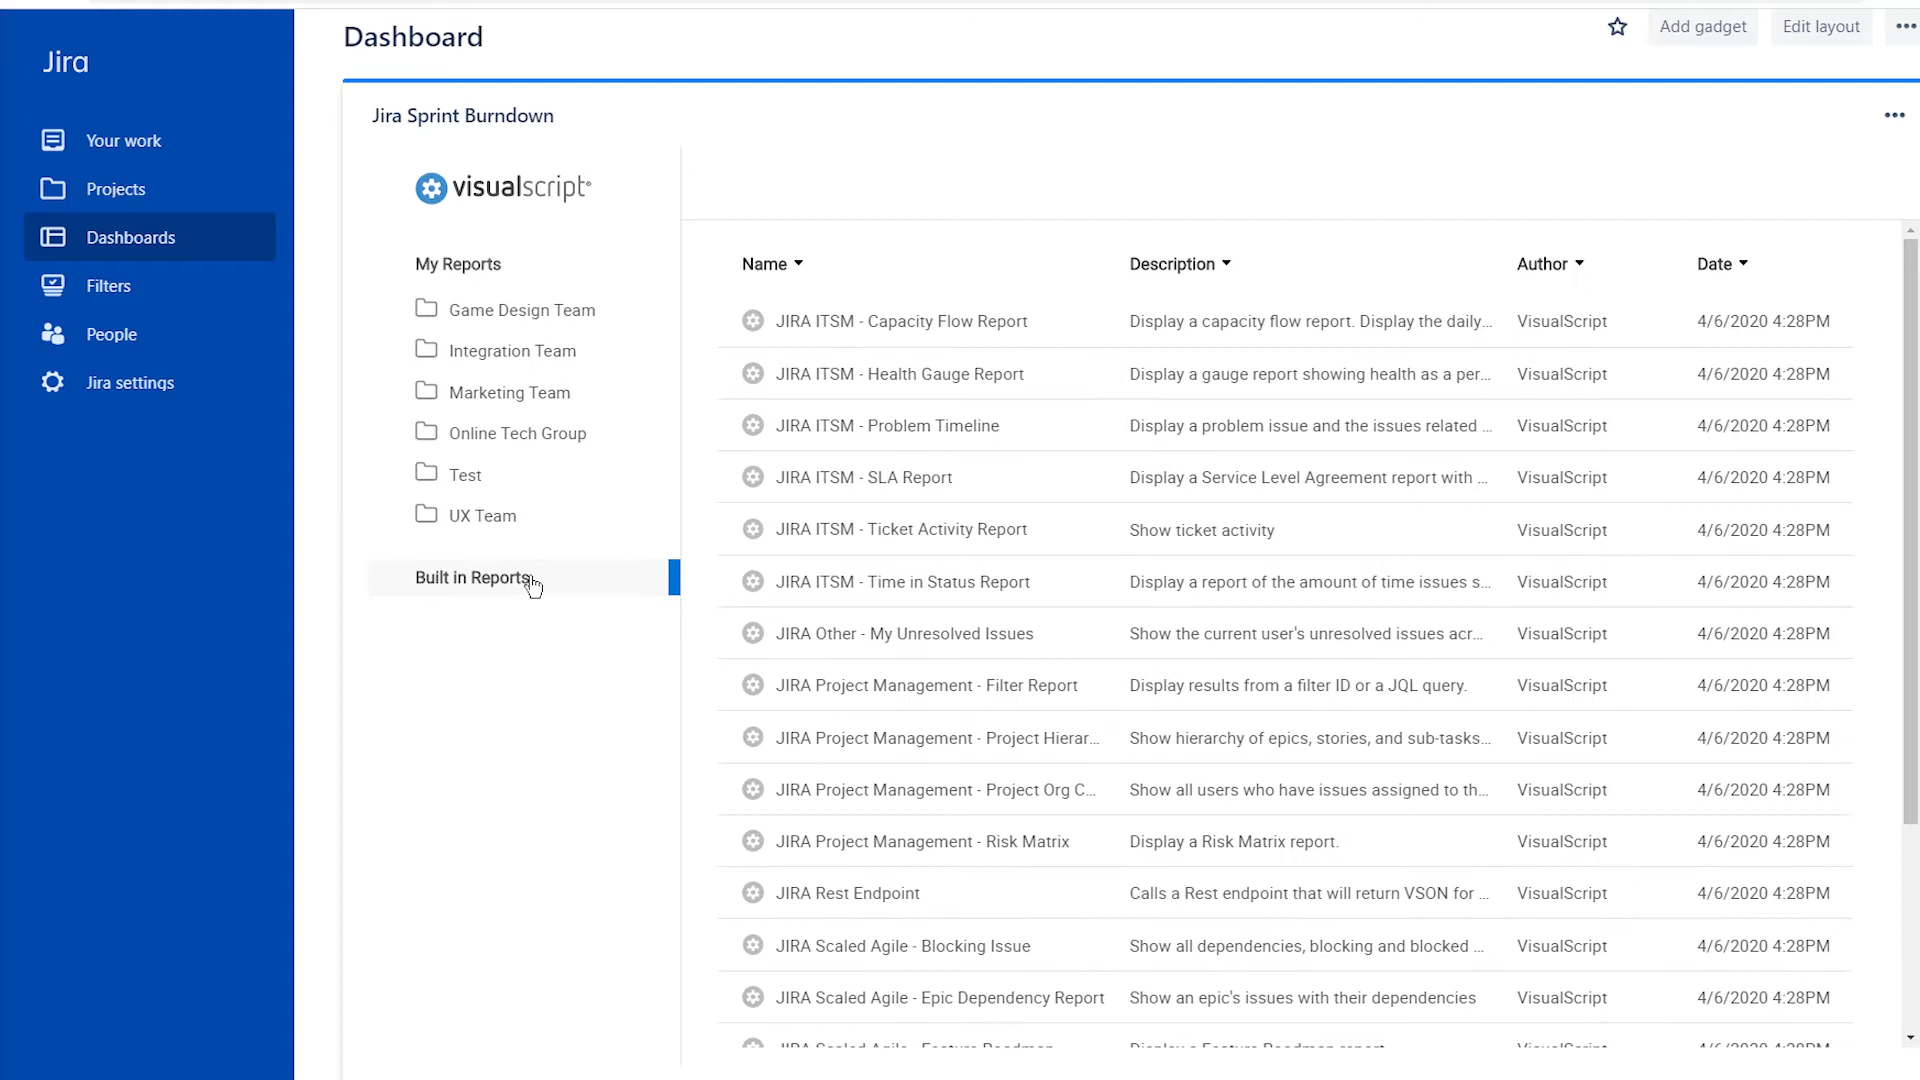 Jira
Your work
Projects
Dashboards
Filters
People
Jira settings
Dashboard
Add gadget
Edit layout
Jira Sprint Burndown
visualscript
My Reports
Game Design Team
Integration Team
Marketing Team
Online Tech Group
Test
UX Team
Built in Reports
Name Description Author Date
JIRA ITSM - Capacity Flow Report Display a capacity flow report. Display the daily... VisualScript 4/6/2020 4:28PM
JIRA ITSM - Health Gauge Report Display a gauge report showing health as a per... VisualScript 4/6/2020 4:28PM
JIRA ITSM - Problem Timeline Display a problem issue and the issues related ... VisualScript 4/6/2020 4:28PM
JIRA ITSM - SLA Report Display a Service Level Agreement report with ... VisualScript 4/6/2020 4:28PM
JIRA ITSM - Ticket Activity Report Show ticket activity VisualScript 4/6/2020 4:28PM
JIRA ITSM - Time in Status Report Display a report of the amount of time issues s... VisualScript 4/6/2020 4:28PM
JIRA Other - My Unresolved Issues Show the current user's unresolved issues acr... VisualScript 4/6/2020 4:28PM
JIRA Project Management - Filter Report Display results from a filter ID or a JQL query. VisualScript 4/6/2020 4:28PM
JIRA Project Management - Project Hierar... Show hierarchy of epics, stories, and sub-tasks... VisualScript 4/6/2020 4:28PM
JIRA Project Management - Project Org C... Show all users who have issues assigned to th... VisualScript 4/6/2020 4:28PM
JIRA Project Management - Risk Matrix Display a Risk Matrix report. VisualScript 4/6/2020 4:28PM
JIRA Rest Endpoint Calls a Rest endpoint that will return VSON for ... VisualScript 4/6/2020 4:28PM
JIRA Scaled Agile - Blocking Issue Show all dependencies, blocking and blocked ... VisualScript 4/6/2020 4:28PM
JIRA Scaled Agile - Epic Dependency Report Show an epic's issues with their dependencies VisualScript 4/6/2020 4:28PM
JIRA Scaled Agile - Feature Roadmap Display a Feature Roadmap report VisualScript 4/6/2020 4:28PM